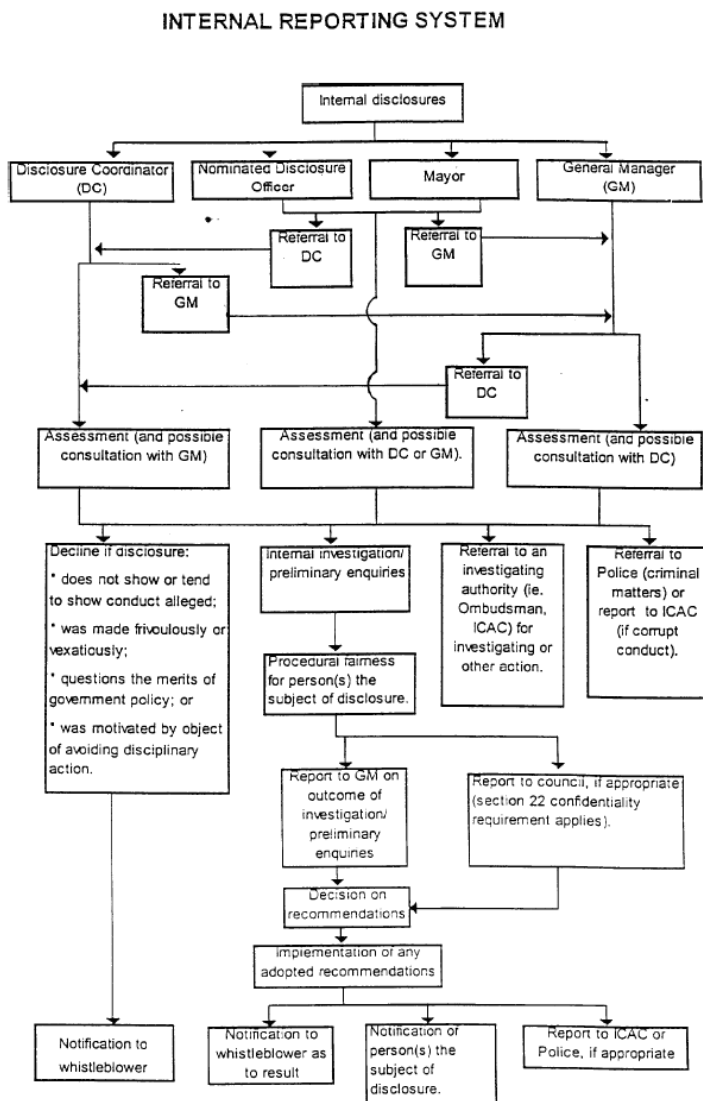 INTERNAL REPORTING SYSTEM
Internal disclosures
Disclosure Coordinator
(DC)
Nominated Disclosure
Officer
Mayor
General Manager
(GM)
Referral to
DC
Referral to
GM
Referral to
GM
Referral to
DC
Assessment (and possible
consultation with GM)
Assessment (and possible
consultation with DC or GM).
Assessment (and possible
consultation with DC)
Decline if disclosure:
* does not show or tend
to show conduct alleged;
* was made frivoulously or
vexatiously;
* questions the merits of
government policy; or
* was motivated by object
of avoiding disciplinary
action.
Internal investigation/
preliminary enquiries
Referral to an
investigating
authority (ie.
Ombudsman,
ICAC) for
investigating or
other action.
Referral to
Police (criminal
matters) or
report to ICAC
(if corrupt
conduct).
Procedural fairness
for person(s) the
subject of disclosure.
Report to GM on
outcome of
investigation/
preliminary
enquiries
Report to council, if appropriate
(section 22 confidentiality
requirement applies).
Decision on
recommendations
Implementation of any
adopted recommendations
Notification to
whistleblower
Notification to
whistleblower as
to result
Notification of
person(s) the
subject of
disclosure.
Report to ICAC or
Police, if appropriate